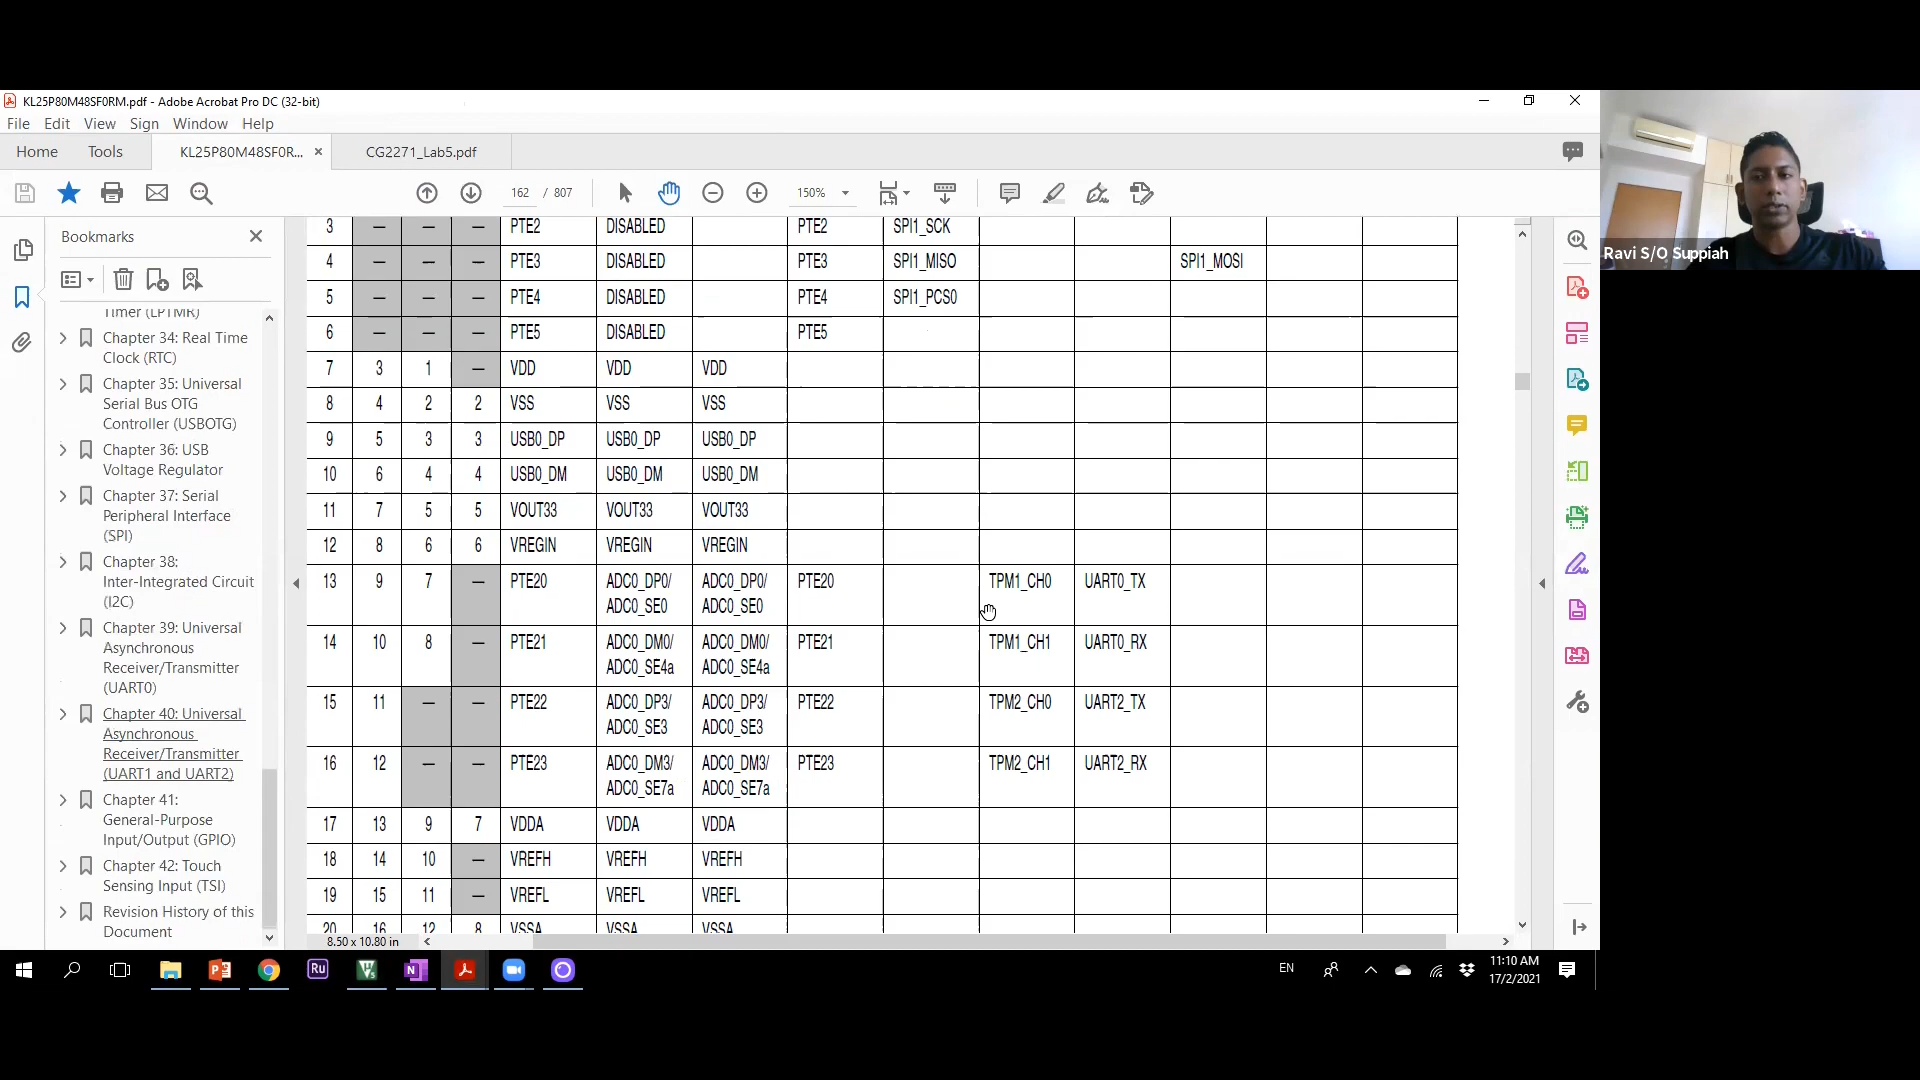 KL25P80M48SF0RM.pdf - Adobe Acrobat Pro DC (32-bit)
File Edit View Sign Window Help
Home Tools KL25P80M48SF0R... × CG2271_Lab5.pdf
162 / 807 150%
Bookmarks
Timer (LPTMR)
Chapter 34: Real Time
Clock (RTC)
Chapter 35: Universal
Serial Bus OTG
Controller (USBOTG)
Chapter 36: USB
Voltage Regulator
Chapter 37: Serial
Peripheral Interface
(SPI)
Chapter 38:
Inter-Integrated Circuit
(I2C)
Chapter 39: Universal
Asynchronous
Receiver/Transmitter
(UART0)
Chapter 40: Universal
Asynchronous
Receiver/Transmitter
(UART1 and UART2)
Chapter 41:
General-Purpose
Input/Output (GPIO)
Chapter 42: Touch
Sensing Input (TSI)
Revision History of this
Document
3 — — — PTE2 DISABLED PTE2 SPI1_SCK
4 — — — PTE3 DISABLED PTE3 SPI1_MISO SPI1_MOSI
5 — — — PTE4 DISABLED PTE4 SPI1_PCS0
6 — — — PTE5 DISABLED PTE5
7 3 1 — VDD VDD VDD
8 4 2 2 VSS VSS VSS
9 5 3 3 USB0_DP USB0_DP USB0_DP
10 6 4 4 USB0_DM USB0_DM USB0_DM
11 7 5 5 VOUT33 VOUT33 VOUT33
12 8 6 6 VREGIN VREGIN VREGIN
13 9 7 — PTE20 ADC0_DP0/ ADC0_DP0/ PTE20 TPM1_CH0 UART0_TX
ADC0_SE0 ADC0_SE0
14 10 8 — PTE21 ADC0_DM0/ ADC0_DM0/ PTE21 TPM1_CH1 UART0_RX
ADC0_SE4a ADC0_SE4a
15 11 — — PTE22 ADC0_DP3/ ADC0_DP3/ PTE22 TPM2_CH0 UART2_TX
ADC0_SE3 ADC0_SE3
16 12 — — PTE23 ADC0_DM3/ ADC0_DM3/ PTE23 TPM2_CH1 UART2_RX
ADC0_SE7a ADC0_SE7a
17 13 9 7 VDDA VDDA VDDA
18 14 10 — VREFH VREFH VREFH
19 15 11 — VREFL VREFL VREFL
20 16 12 8 VSSA VSSA VSSA
8.50 x 10.80 in
Ravi S/O Suppiah
Ru N
EN
11:10 AM
17/2/2021